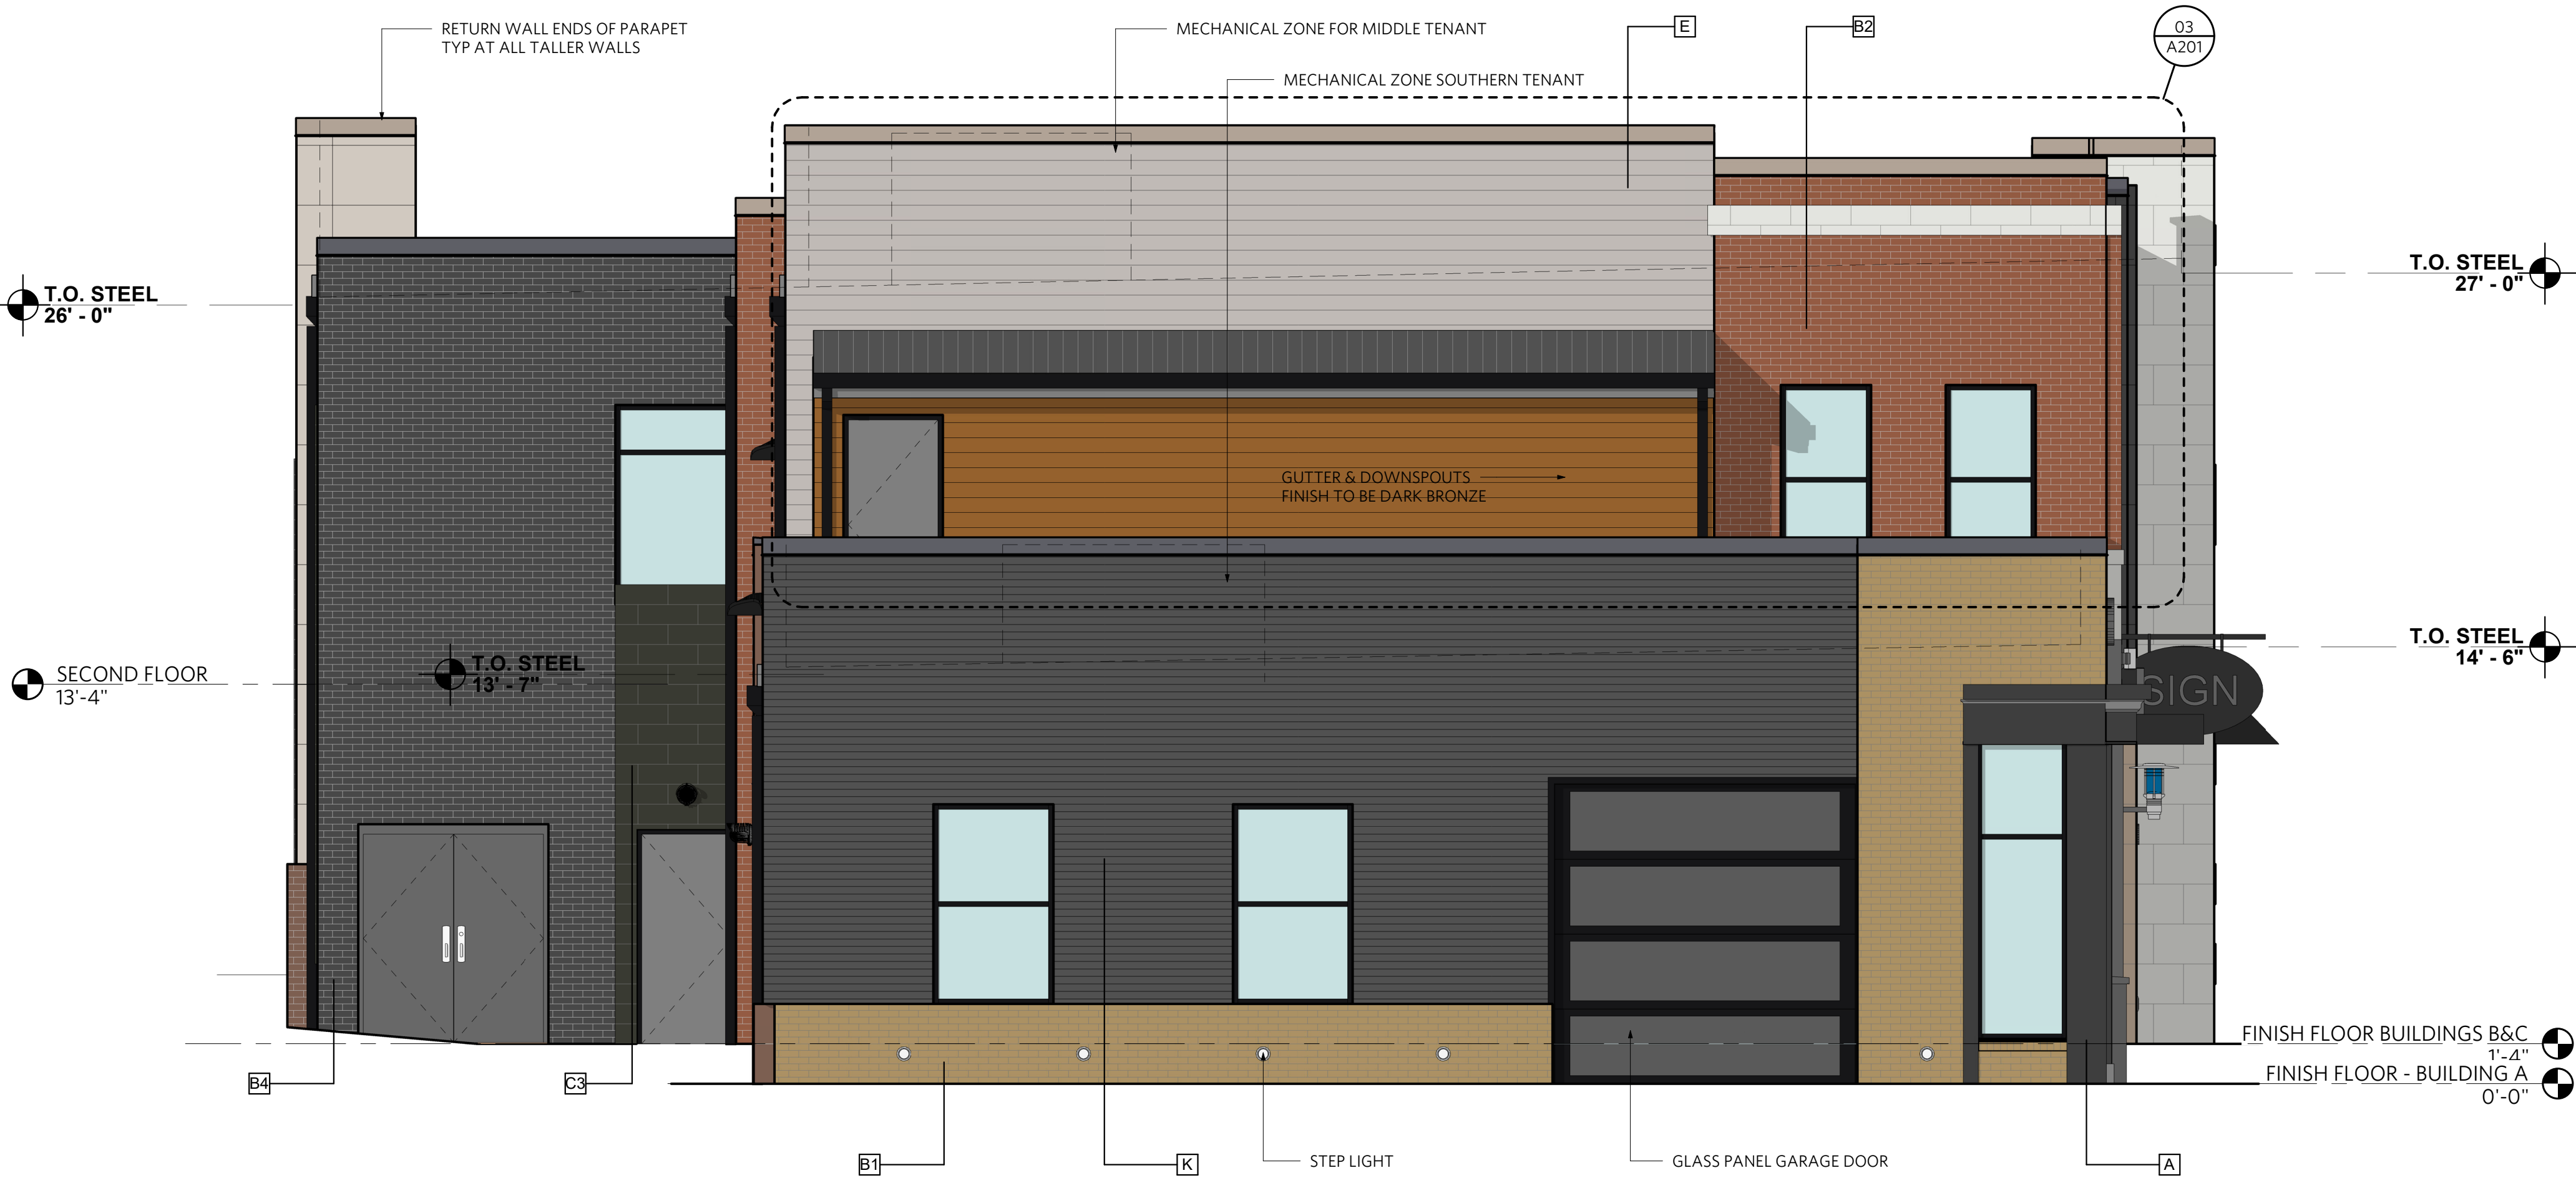 RETURN WALL ENDS OF PARAPET
TYP AT ALL TALLER WALLS
MECHANICAL ZONE FOR MIDDLE TENANT
E
B2
03
A201
MECHANICAL ZONE SOUTHERN TENANT
T.O. STEEL
26' - 0"
T.O. STEEL
27' - 0"
GUTTER & DOWNSPOUTS
FINISH TO BE DARK BRONZE
SECOND FLOOR
13'-4"
T.O. STEEL
13' - 7"
T.O. STEEL
14' - 6"
SIGN
FINISH FLOOR BUILDINGS B&C
1'-4"
FINISH FLOOR - BUILDING A
0'-0"
B4
C3
B1
K
STEP LIGHT
GLASS PANEL GARAGE DOOR
A